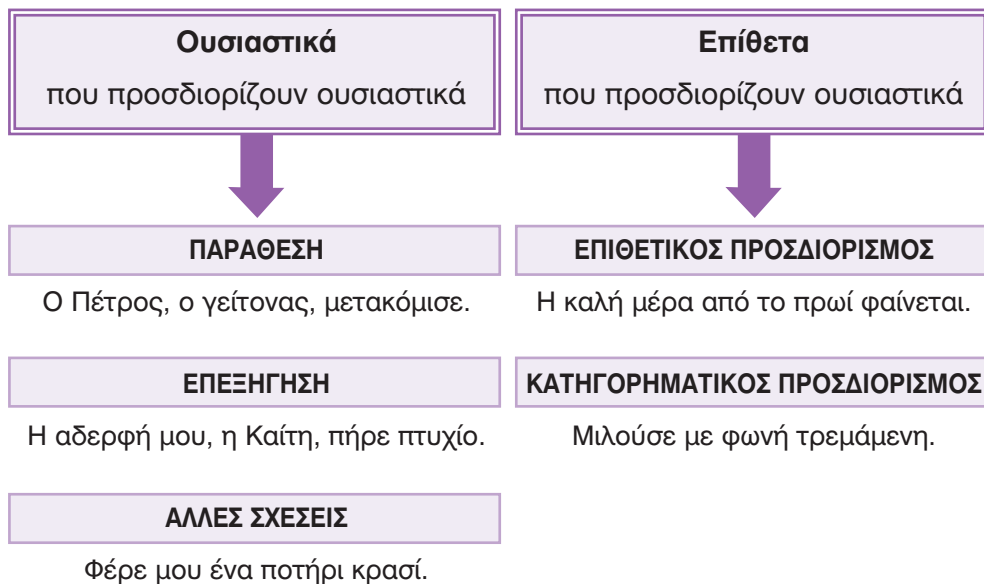 Ουσιαστικά
που προσδιορίζουν ουσιαστικά
ΠΑΡΑΘΕΣΗ
Ο Πέτρος, ο γείτονας, μετακόμισε.
ΕΠΕΞΗΓΗΣΗ
Η αδερφή μου, η Καίτη, πήρε πτυχίο.
ΑΛΛΕΣ ΣΧΕΣΕΙΣ
Φέρε μου ένα ποτήρι κρασί.
Επίθετα
που προσδιορίζουν ουσιαστικά
ΕΠΙΘΕΤΙΚΟΣ ΠΡΟΣΔΙΟΡΙΣΜΟΣ
Η καλή μέρα από το πρωί φαίνεται.
ΚΑΤΗΓΟΡΗΜΑΤΙΚΟΣ ΠΡΟΣΔΙΟΡΙΣΜΟΣ
Μιλούσε με φωνή τρεμάμενη.